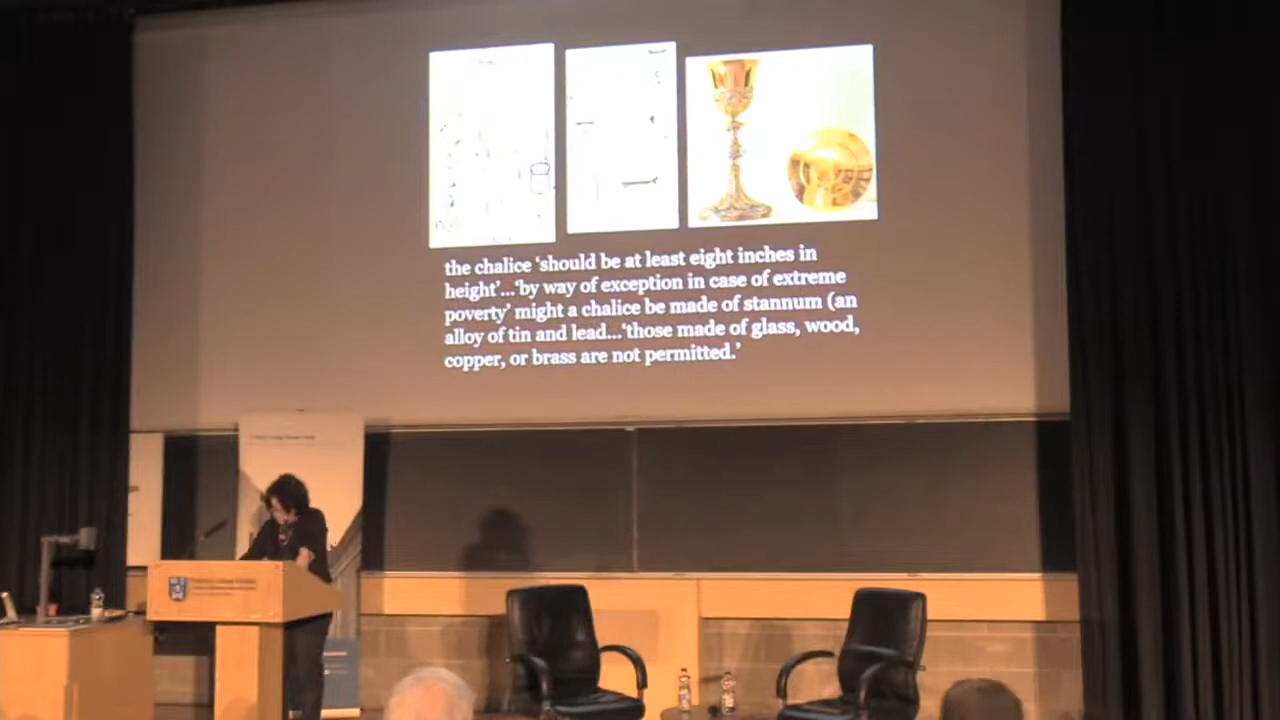 the chalice ‘should be at least eight inches in
height’...‘by way of exception in case of extreme
poverty’ might a chalice be made of stannum (an
alloy of tin and lead...‘those made of glass, wood,
copper, or brass are not permitted.’